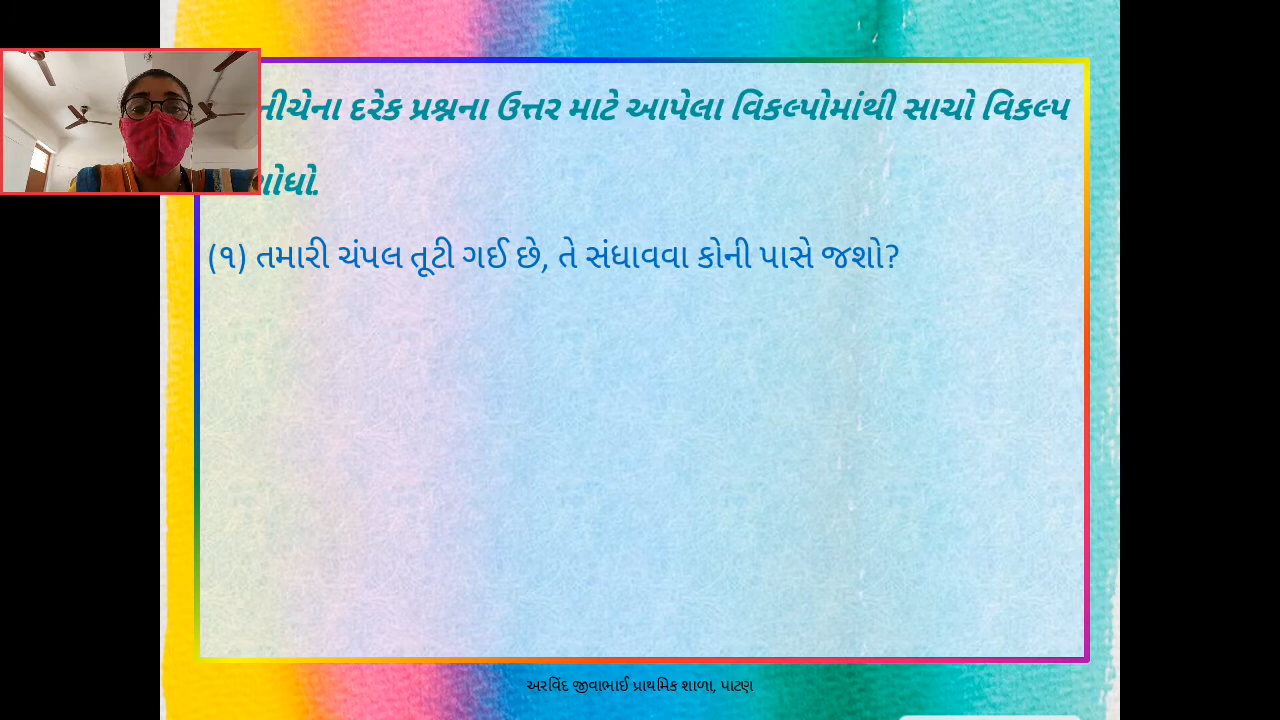 નીચેના દરેક પ્રશ્નના ઉત્તર માટે આપેલા વિકલ્પોમાંથી સાચો વિકલ્પ
શોધો.
(૧) તમારી ચંપલ તૂટી ગઈ છે, તે સંધાવવા કોની પાસે જશો?
અરવિંદ જીવાભાઈ પ્રાથમિક શાળા, પાટણ